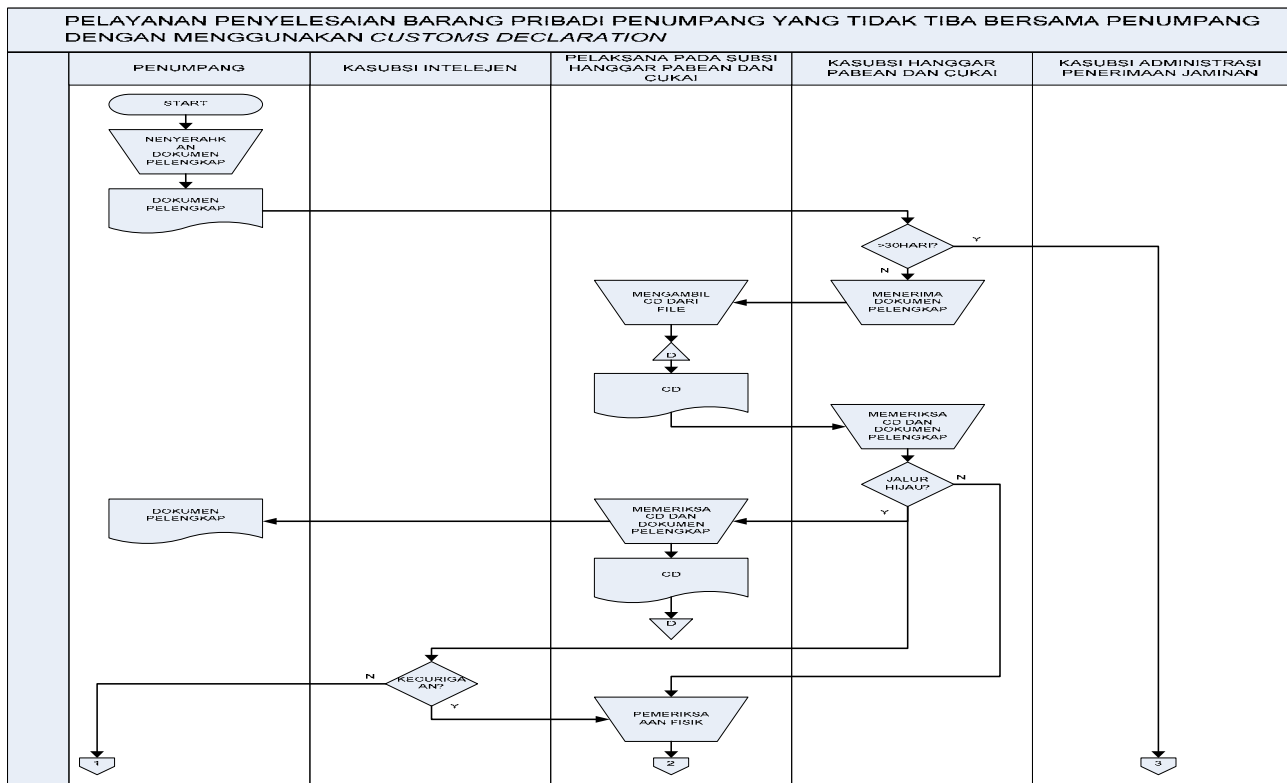 PELAYANAN PENYELESAIAN BARANG PRIBADI PENUMPANG YANG TIDAK TIBA BERSAMA PENUMPANG
DENGAN MENGGUNAKAN CUSTOMS DECLARATION
PENUMPANG
KASUBSI INTELEJEN
PELAKSANA PADA SUBSI
HANGGAR PABEAN DAN
CUKAI
KASUBSI HANGGAR
PABEAN DAN CUKAI
KASUBSI ADMINISTRASI
PENERIMAAN JAMINAN
START
NENYERAHK
AN
DOKUMEN
PELENGKAP
DOKUMEN
PELENGKAP
>30HARI?
Y
N
MENGAMBIL
CD DARI
FILE
MENERIMA
DOKUMEN
PELENGKAP
D
CD
MEMERIKSA
CD DAN
DOKUMEN
PELENGKAP
JALUR
HIJAU?
N
Y
DOKUMEN
PELENGKAP
MEMERIKSA
CD DAN
DOKUMEN
PELENGKAP
CD
D
KECURIGA
AN?
N
Y
PEMERIKSA
AAN FISIK
1
2
3